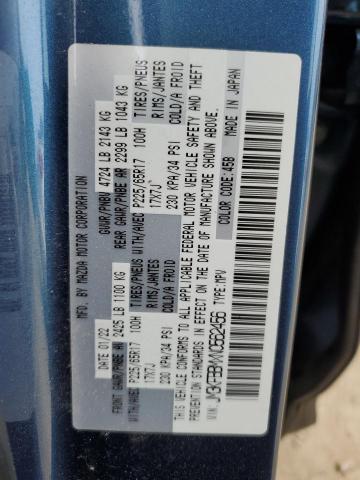 MFD BY MAZDA MOTOR CORPORATION
DATE 01/22 GVWR/PNBV 4724 LB 2143 KG
FRONT GAWR/PNBE AV 2425 LB 1100 KG REAR GAWR/PNBE AR 2299 LB 1043 KG
WITH/AVEC TIRES/PNEUS WITH/AVEC TIRES/PNEUS
P225/65R17 100H RIMS/JANTES P225/65R17 100H RIMS/JANTES
17X7J COLD/A FROID 17X7J COLD/A FROID
230 KPA/34 PSI 230 KPA/34 PSI
THIS VEHICLE CONFORMS TO ALL APPLICABLE FEDERAL MOTOR VEHICLE SAFETY AND THEFT
PREVENTION STANDARDS IN EFFECT ON THE DATE OF MANUFACTURE SHOWN ABOVE.
TYPE:MPV COLOR CODE:45B MADE IN JAPAN